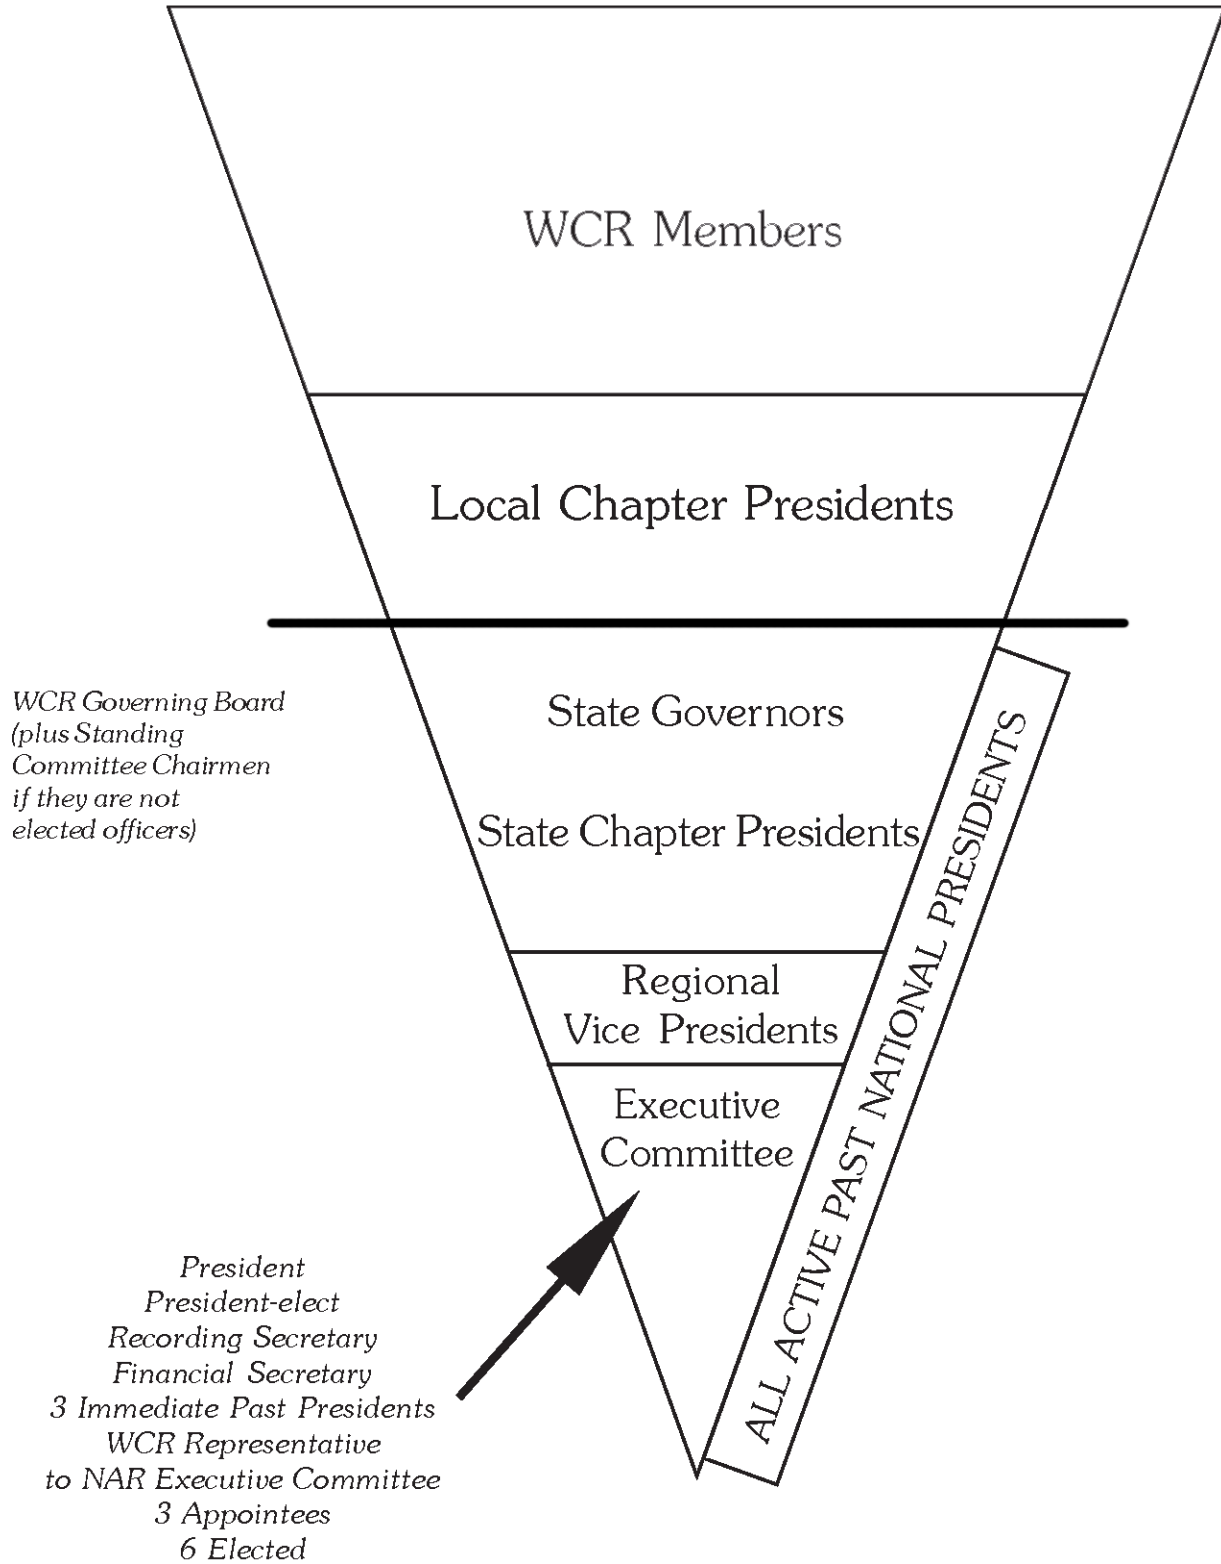 WCR Members
Local Chapter Presidents
WCR Governing Board
(plus Standing
Committee Chairmen
if they are not
elected officers)
State Governors
State Chapter Presidents
Regional
Vice Presidents
Executive
Committee
ALL ACTIVE PAST NATIONAL PRESIDENTS
President
President-elect
Recording Secretary
Financial Secretary
3 Immediate Past Presidents
WCR Representative
to NAR Executive Committee
3 Appointees
6 Elected